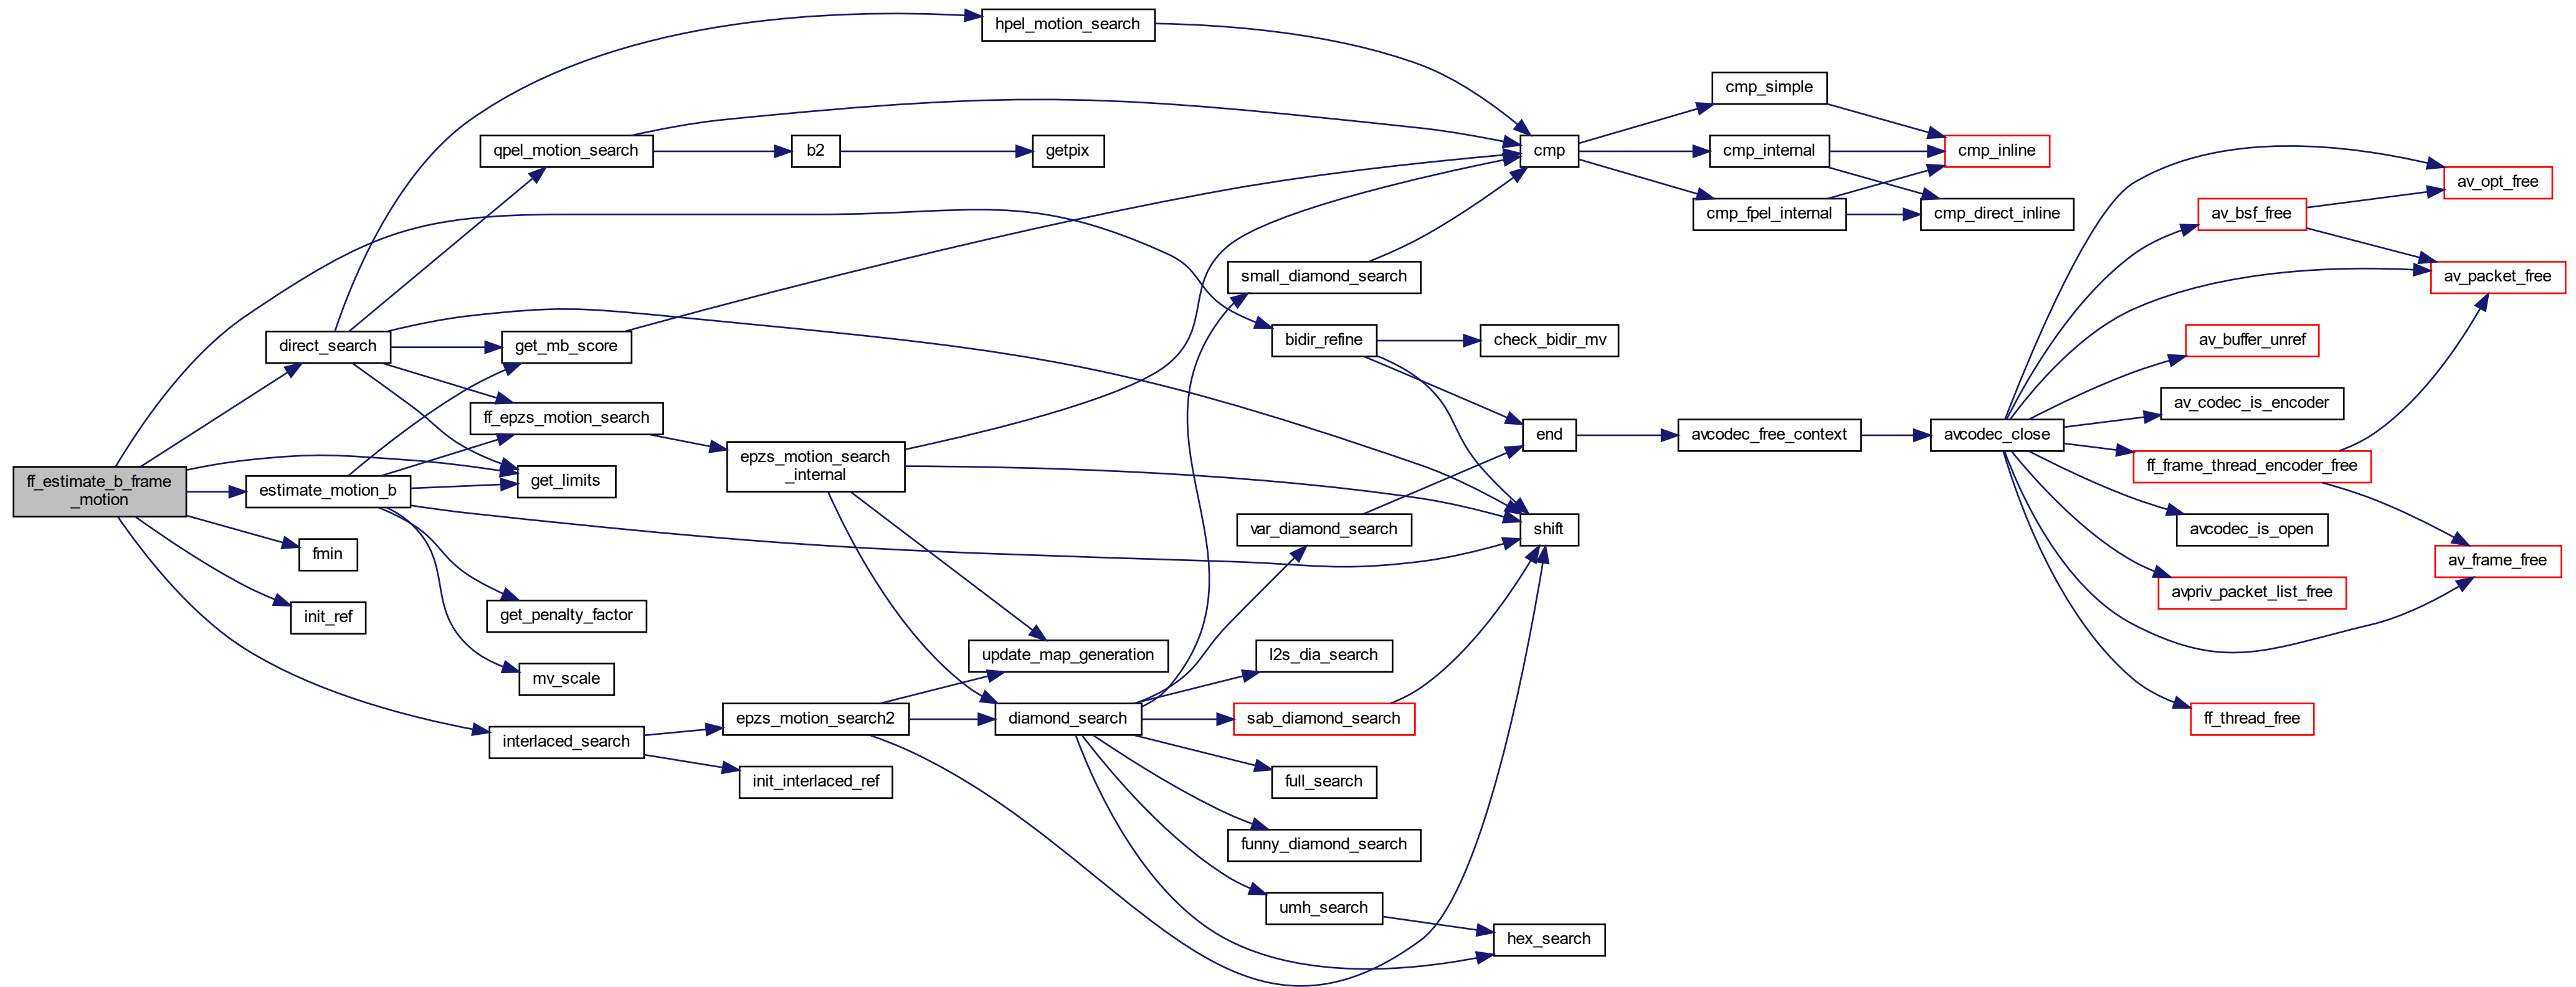 ff_estimate_b_frame
_motion
direct_search
estimate_motion_b
fmin
init_ref
interlaced_search
qpel_motion_search
get_mb_score
ff_epzs_motion_search
get_limits
get_penalty_factor
mv_scale
b2
epzs_motion_search
_internal
epzs_motion_search2
init_interlaced_ref
hpel_motion_search
getpix
update_map_generation
diamond_search
small_diamond_search
bidir_refine
var_diamond_search
l2s_dia_search
sab_diamond_search
full_search
funny_diamond_search
umh_search
cmp
check_bidir_mv
end
shift
hex_search
cmp_simple
cmp_internal
cmp_fpel_internal
avcodec_free_context
cmp_inline
cmp_direct_inline
avcodec_close
av_bsf_free
av_buffer_unref
av_codec_is_encoder
ff_frame_thread_encoder_free
avcodec_is_open
avpriv_packet_list_free
ff_thread_free
av_opt_free
av_packet_free
av_frame_free